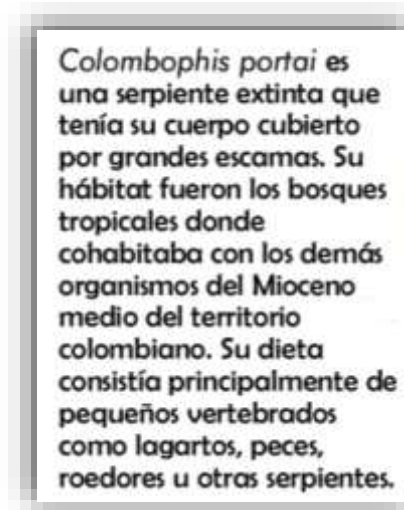 Colombophis portai es
una serpiente extinta que
tenía su cuerpo cubierto
por grandes escamas. Su
hábitat fueron los bosques
tropicales donde
cohabitaba con los demás
organismos del Mioceno
medio del territorio
colombiano. Su dieta
consistía principalmente de
pequeños vertebrados
como lagartos, peces,
roedores u otras serpientes.